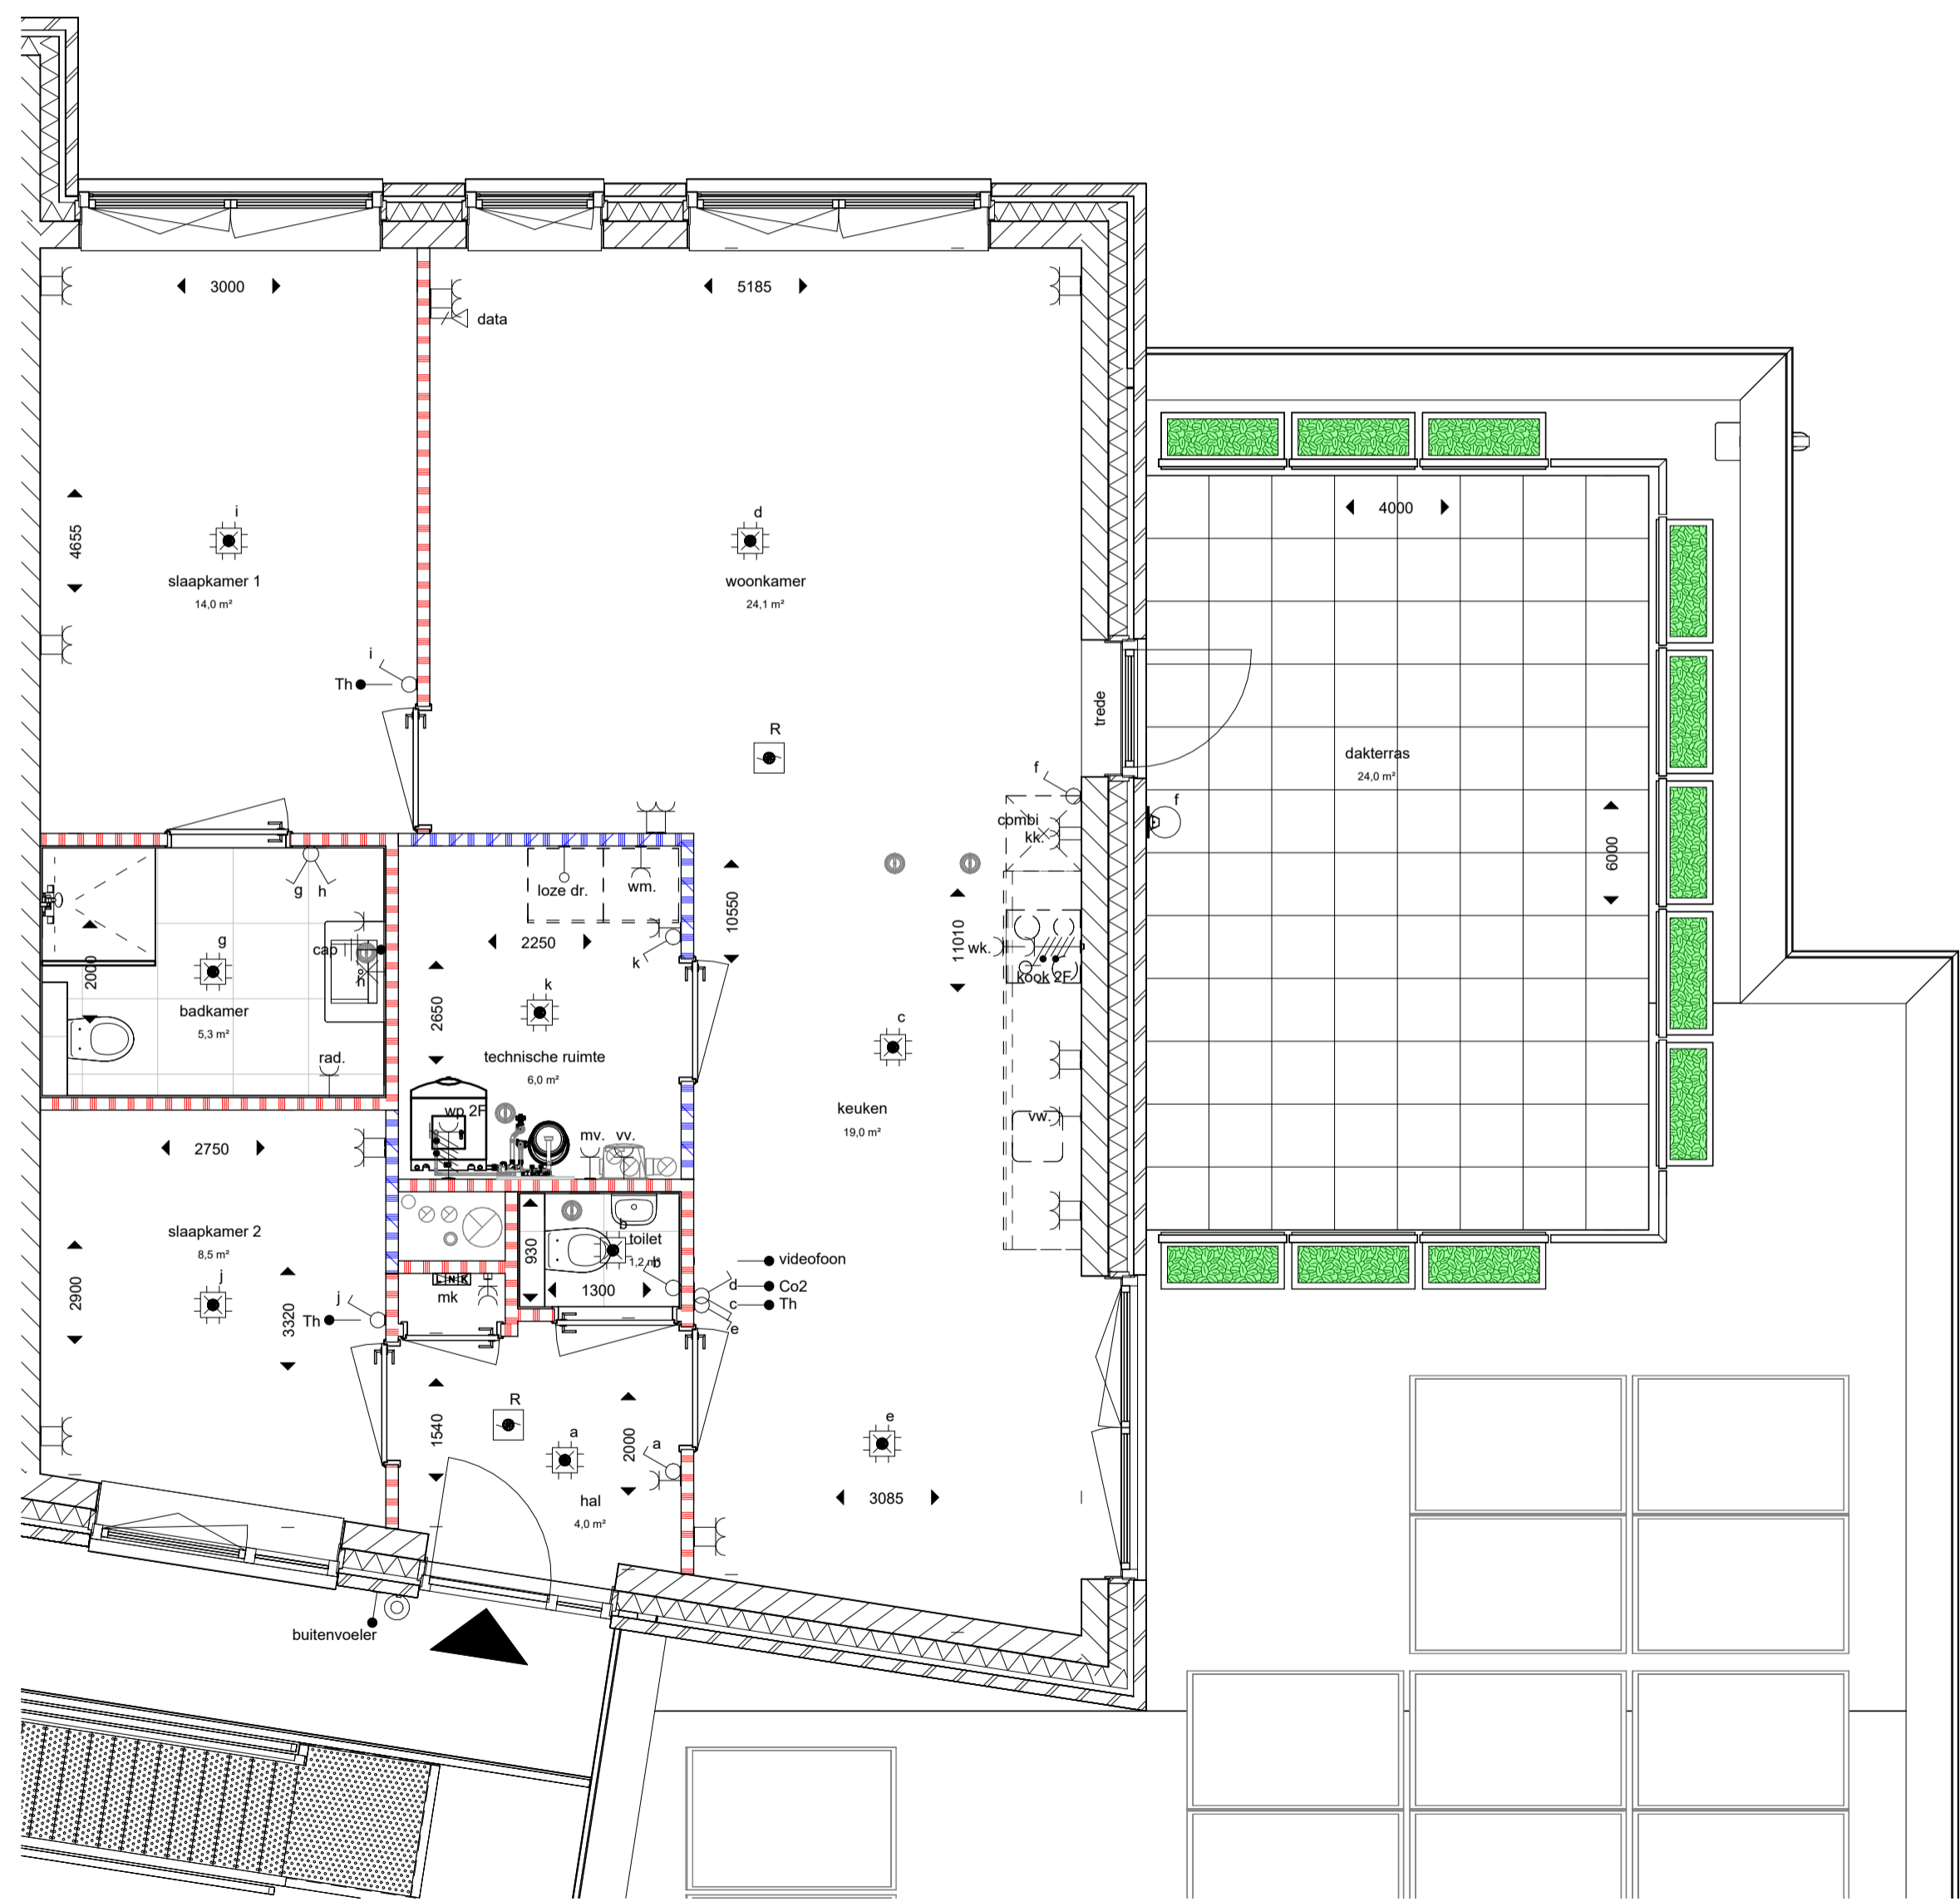 3000
5185
data
4000
i
d
4655
slaapkamer 1
14,0 m²
woonkamer
24,1 m²
i
Th
trede
R
dakterras
24,0 m²
f
f
combi
kk.
6000
g
h
loze dr.
wm.
10550
11010
2250
wk.
kook 2F
cap
h
g
2000
k
k
2650
badkamer
5,3 m²
c
rad.
technische ruimte
6,0 m²
wp 2F
mv.
vv.
keuken
19,0 m²
vw.
2750
slaapkamer 2
8,5 m²
b
toilet
1,2 m²
b
930
1300
videofoon
d
Co2
c
Th
e
L N K
mk
j
j
Th
2900
3320
R
a
a
1540
2000
e
3085
hal
4,0 m²
buitenvoeler